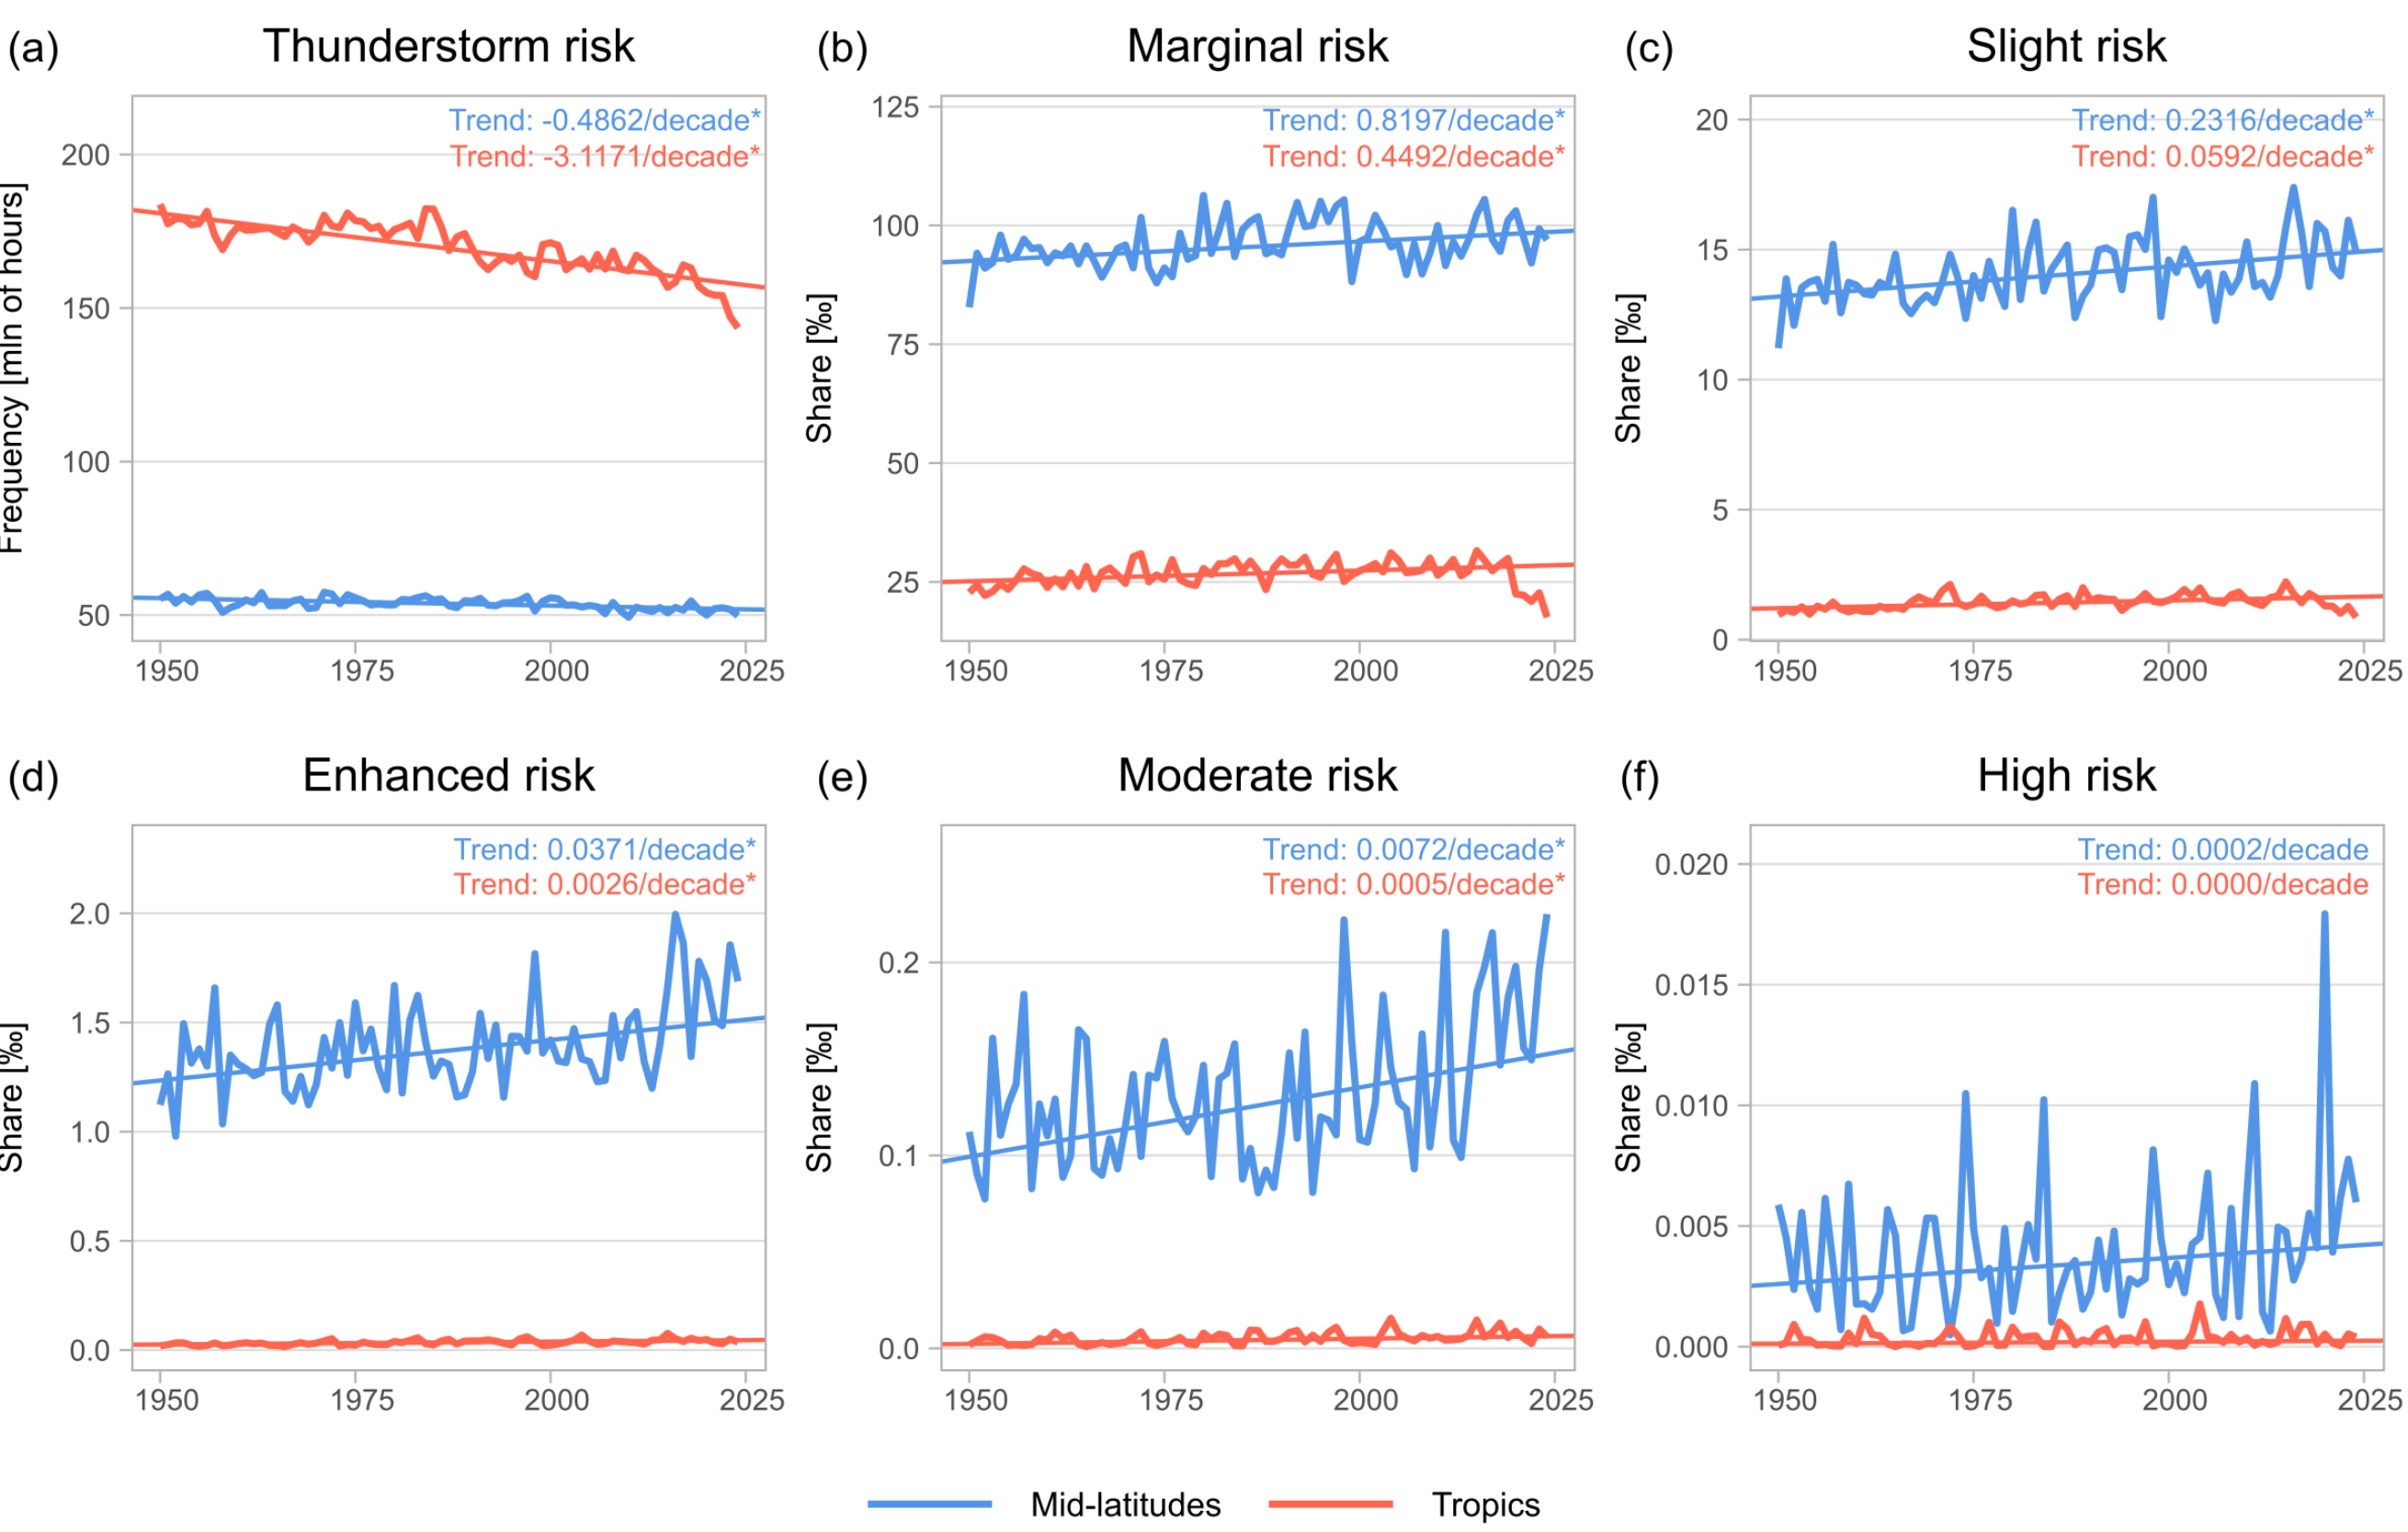 (a) Thunderstorm risk
Trend: -0.4862/decade*
Trend: -3.1171/decade*
Frequency [mln of hours]
200
150
100
50
1950 1975 2000 2025
(b) Marginal risk
Trend: 0.8197/decade*
Trend: 0.4492/decade*
Share [‰]
125
100
75
50
25
1950 1975 2000 2025
(c) Slight risk
Trend: 0.2316/decade*
Trend: 0.0592/decade*
Share [‰]
20
15
10
5
0
1950 1975 2000 2025
(d) Enhanced risk
Trend: 0.0371/decade*
Trend: 0.0026/decade*
Share [‰]
2.0
1.5
1.0
0.5
0.0
1950 1975 2000 2025
(e) Moderate risk
Trend: 0.0072/decade*
Trend: 0.0005/decade*
Share [‰]
0.2
0.1
0.0
1950 1975 2000 2025
(f) High risk
Trend: 0.0002/decade
Trend: 0.0000/decade
Share [‰]
0.020
0.015
0.010
0.005
0.000
1950 1975 2000 2025
Mid-latitudes Tropics